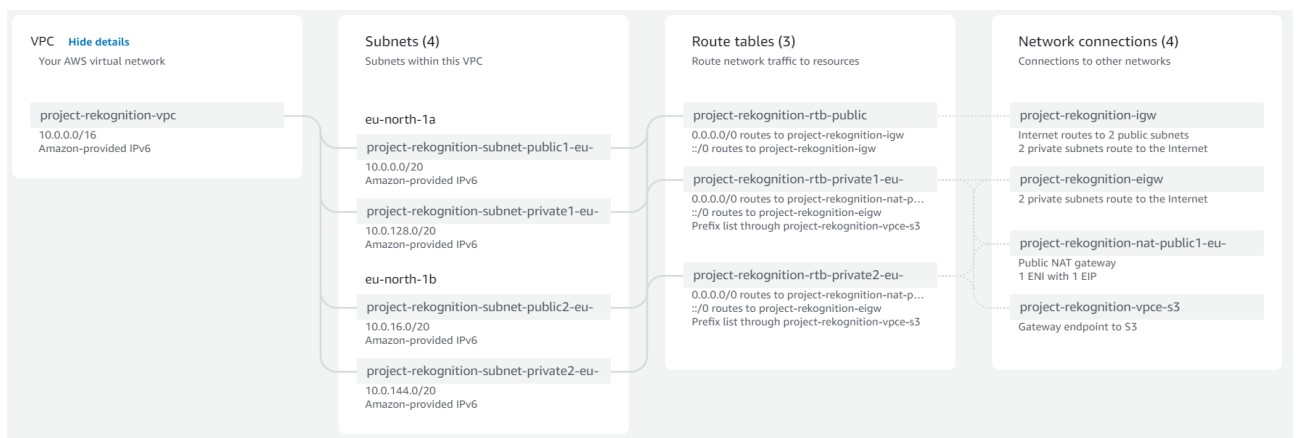 VPC Hide details
Your AWS virtual network
project-rekognition-vpc
10.0.0.0/16
Amazon-provided IPv6
Subnets (4)
Subnets within this VPC
eu-north-1a
project-rekognition-subnet-public1-eu-
10.0.0.0/20
Amazon-provided IPv6
project-rekognition-subnet-private1-eu-
10.0.128.0/20
Amazon-provided IPv6
eu-north-1b
project-rekognition-subnet-public2-eu-
10.0.16.0/20
Amazon-provided IPv6
project-rekognition-subnet-private2-eu-
10.0.144.0/20
Amazon-provided IPv6
Route tables (3)
Route network traffic to resources
project-rekognition-rtb-public
0.0.0.0/0 routes to project-rekognition-igw
::/0 routes to project-rekognition-igw
project-rekognition-rtb-private1-eu-
0.0.0.0/0 routes to project-rekognition-nat-p...
::/0 routes to project-rekognition-eigw
Prefix list through project-rekognition-vpce-s3
project-rekognition-rtb-private2-eu-
0.0.0.0/0 routes to project-rekognition-nat-p...
::/0 routes to project-rekognition-eigw
Prefix list through project-rekognition-vpce-s3
Network connections (4)
Connections to other networks
project-rekognition-igw
Internet routes to 2 public subnets
2 private subnets route to the Internet
project-rekognition-eigw
2 private subnets route to the Internet
project-rekognition-nat-public1-eu-
Public NAT gateway
1 ENI with 1 EIP
project-rekognition-vpce-s3
Gateway endpoint to S3